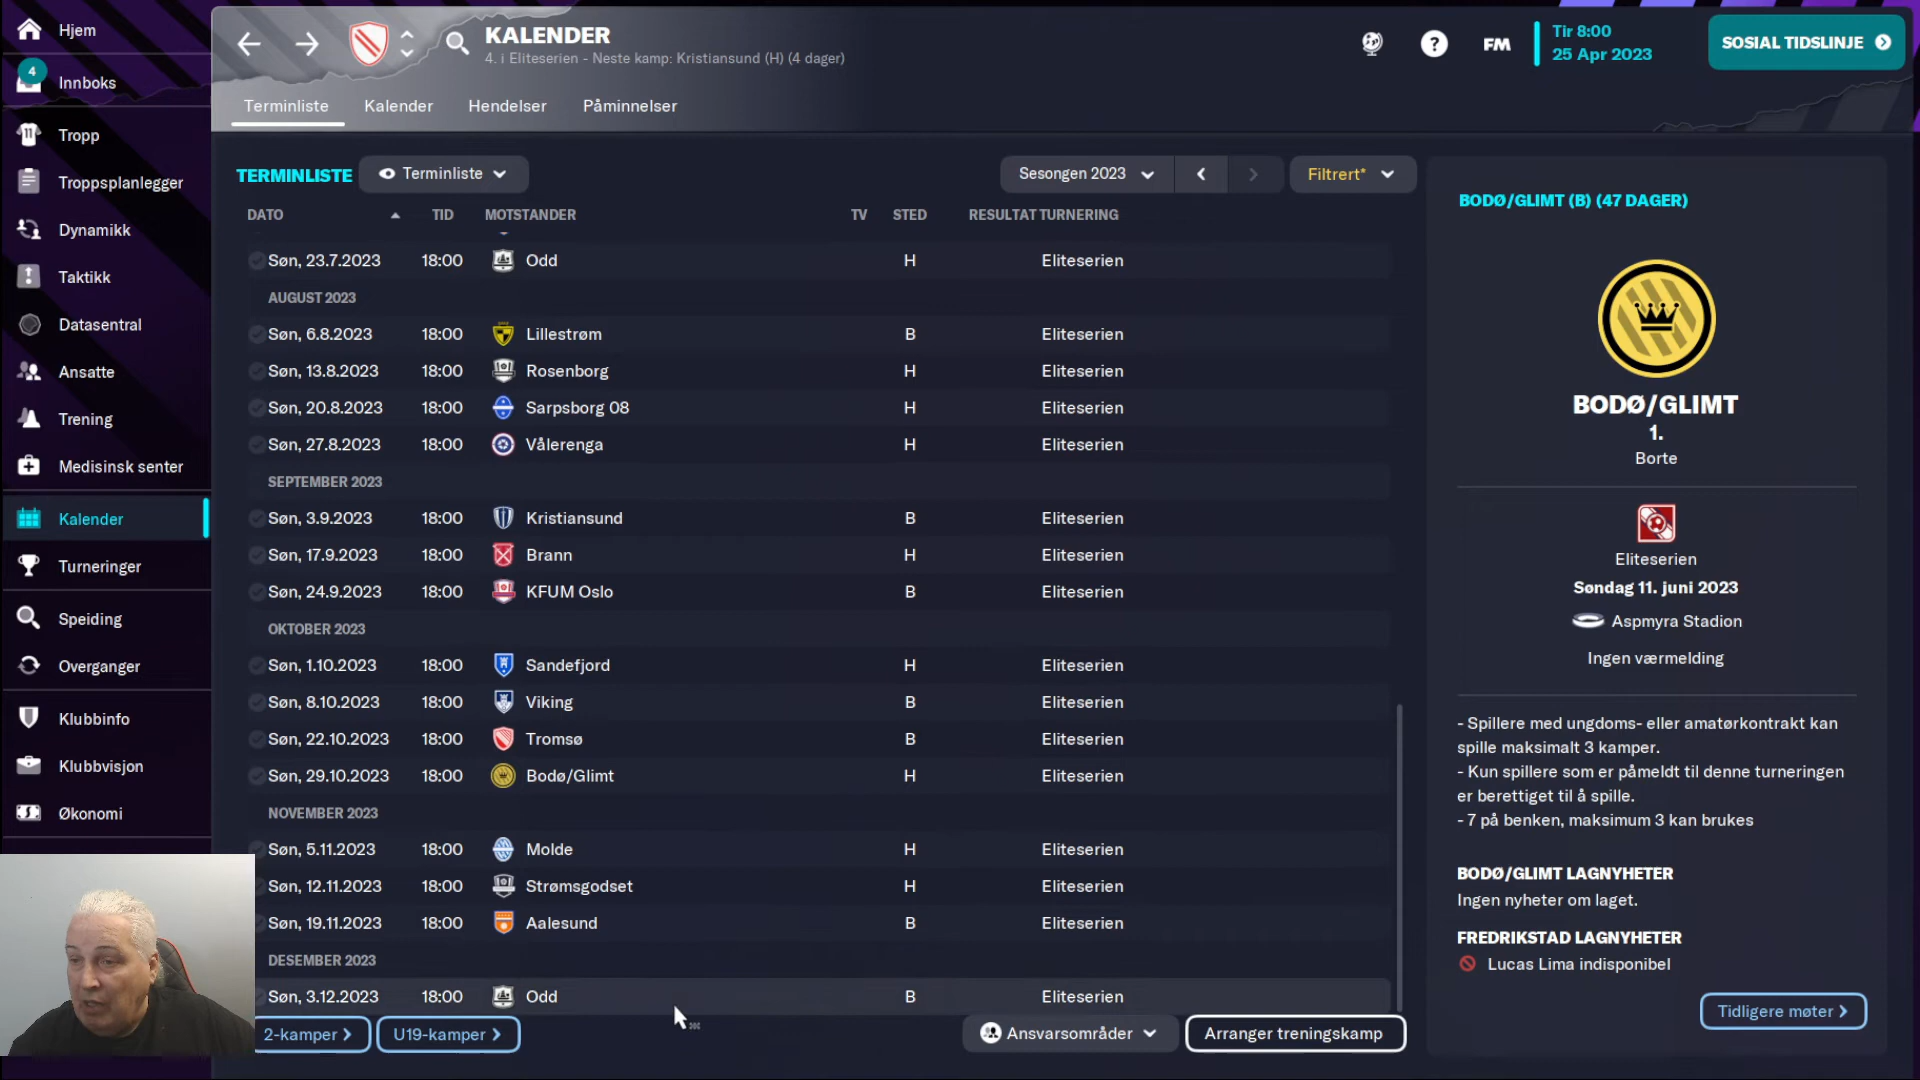 Hjem
4
Innboks
Tropp
Troppsplanlegger
Dynamikk
Taktikk
Datasentral
Ansatte
Trening
Medisinsk senter
Kalender
Turneringer
Speiding
Overganger
Klubbinfo
Klubbvisjon
Økonomi
KALENDER
4. i Eliteserien - Neste kamp: Kristiansund (H) (4 dager)
?
FM
Tir 8:00
25 Apr 2023
SOSIAL TIDSLINJE
Terminliste Kalender Hendelser Påminnelser
TERMINLISTE Terminliste Sesongen 2023 Filtrert*
DATO TID MOTSTANDER TV STED RESULTAT TURNERING
Søn, 23.7.2023 18:00 Odd H Eliteserien
AUGUST 2023
Søn, 6.8.2023 18:00 Lillestrøm B Eliteserien
Søn, 13.8.2023 18:00 Rosenborg H Eliteserien
Søn, 20.8.2023 18:00 Sarpsborg 08 H Eliteserien
Søn, 27.8.2023 18:00 Vålerenga H Eliteserien
SEPTEMBER 2023
Søn, 3.9.2023 18:00 Kristiansund B Eliteserien
Søn, 17.9.2023 18:00 Brann H Eliteserien
Søn, 24.9.2023 18:00 KFUM Oslo B Eliteserien
OKTOBER 2023
Søn, 1.10.2023 18:00 Sandefjord H Eliteserien
Søn, 8.10.2023 18:00 Viking B Eliteserien
Søn, 22.10.2023 18:00 Tromsø B Eliteserien
Søn, 29.10.2023 18:00 Bodø/Glimt H Eliteserien
NOVEMBER 2023
Søn, 5.11.2023 18:00 Molde H Eliteserien
Søn, 12.11.2023 18:00 Strømsgodset H Eliteserien
Søn, 19.11.2023 18:00 Aalesund B Eliteserien
DESEMBER 2023
Søn, 3.12.2023 18:00 Odd B Eliteserien
2-kamper U19-kamper Ansvarsområder Arranger treningskamp
BODØ/GLIMT (B) (47 DAGER)
BODØ/GLIMT
1.
Borte
Eliteserien
Søndag 11. juni 2023
Aspmyra Stadion
Ingen værmelding
- Spillere med ungdoms- eller amatørkontrakt kan
spille maksimalt 3 kamper.
- Kun spillere som er påmeldt til denne turneringen
er berettiget til å spille.
- 7 på benken, maksimum 3 kan brukes
BODØ/GLIMT LAGNYHETER
Ingen nyheter om laget.
FREDRIKSTAD LAGNYHETER
Lucas Lima indisponibel
Tidligere møter